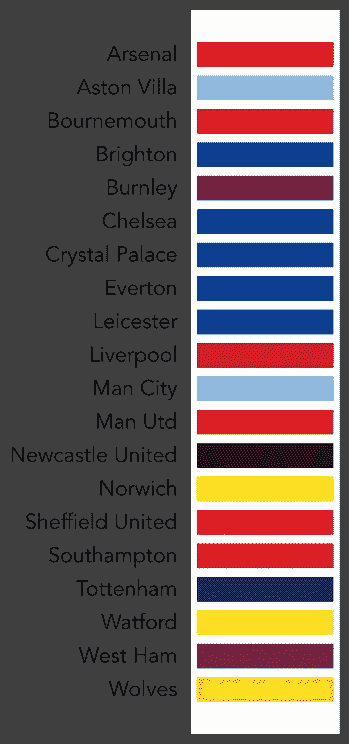 Arsenal
Aston Villa
Bournemouth
Brighton
Burnley
Chelsea
Crystal Palace
Everton
Leicester
Liverpool
Man City
Man Utd
Newcastle United
Norwich
Sheffield United
Southampton
Tottenham
Watford
West Ham
Wolves